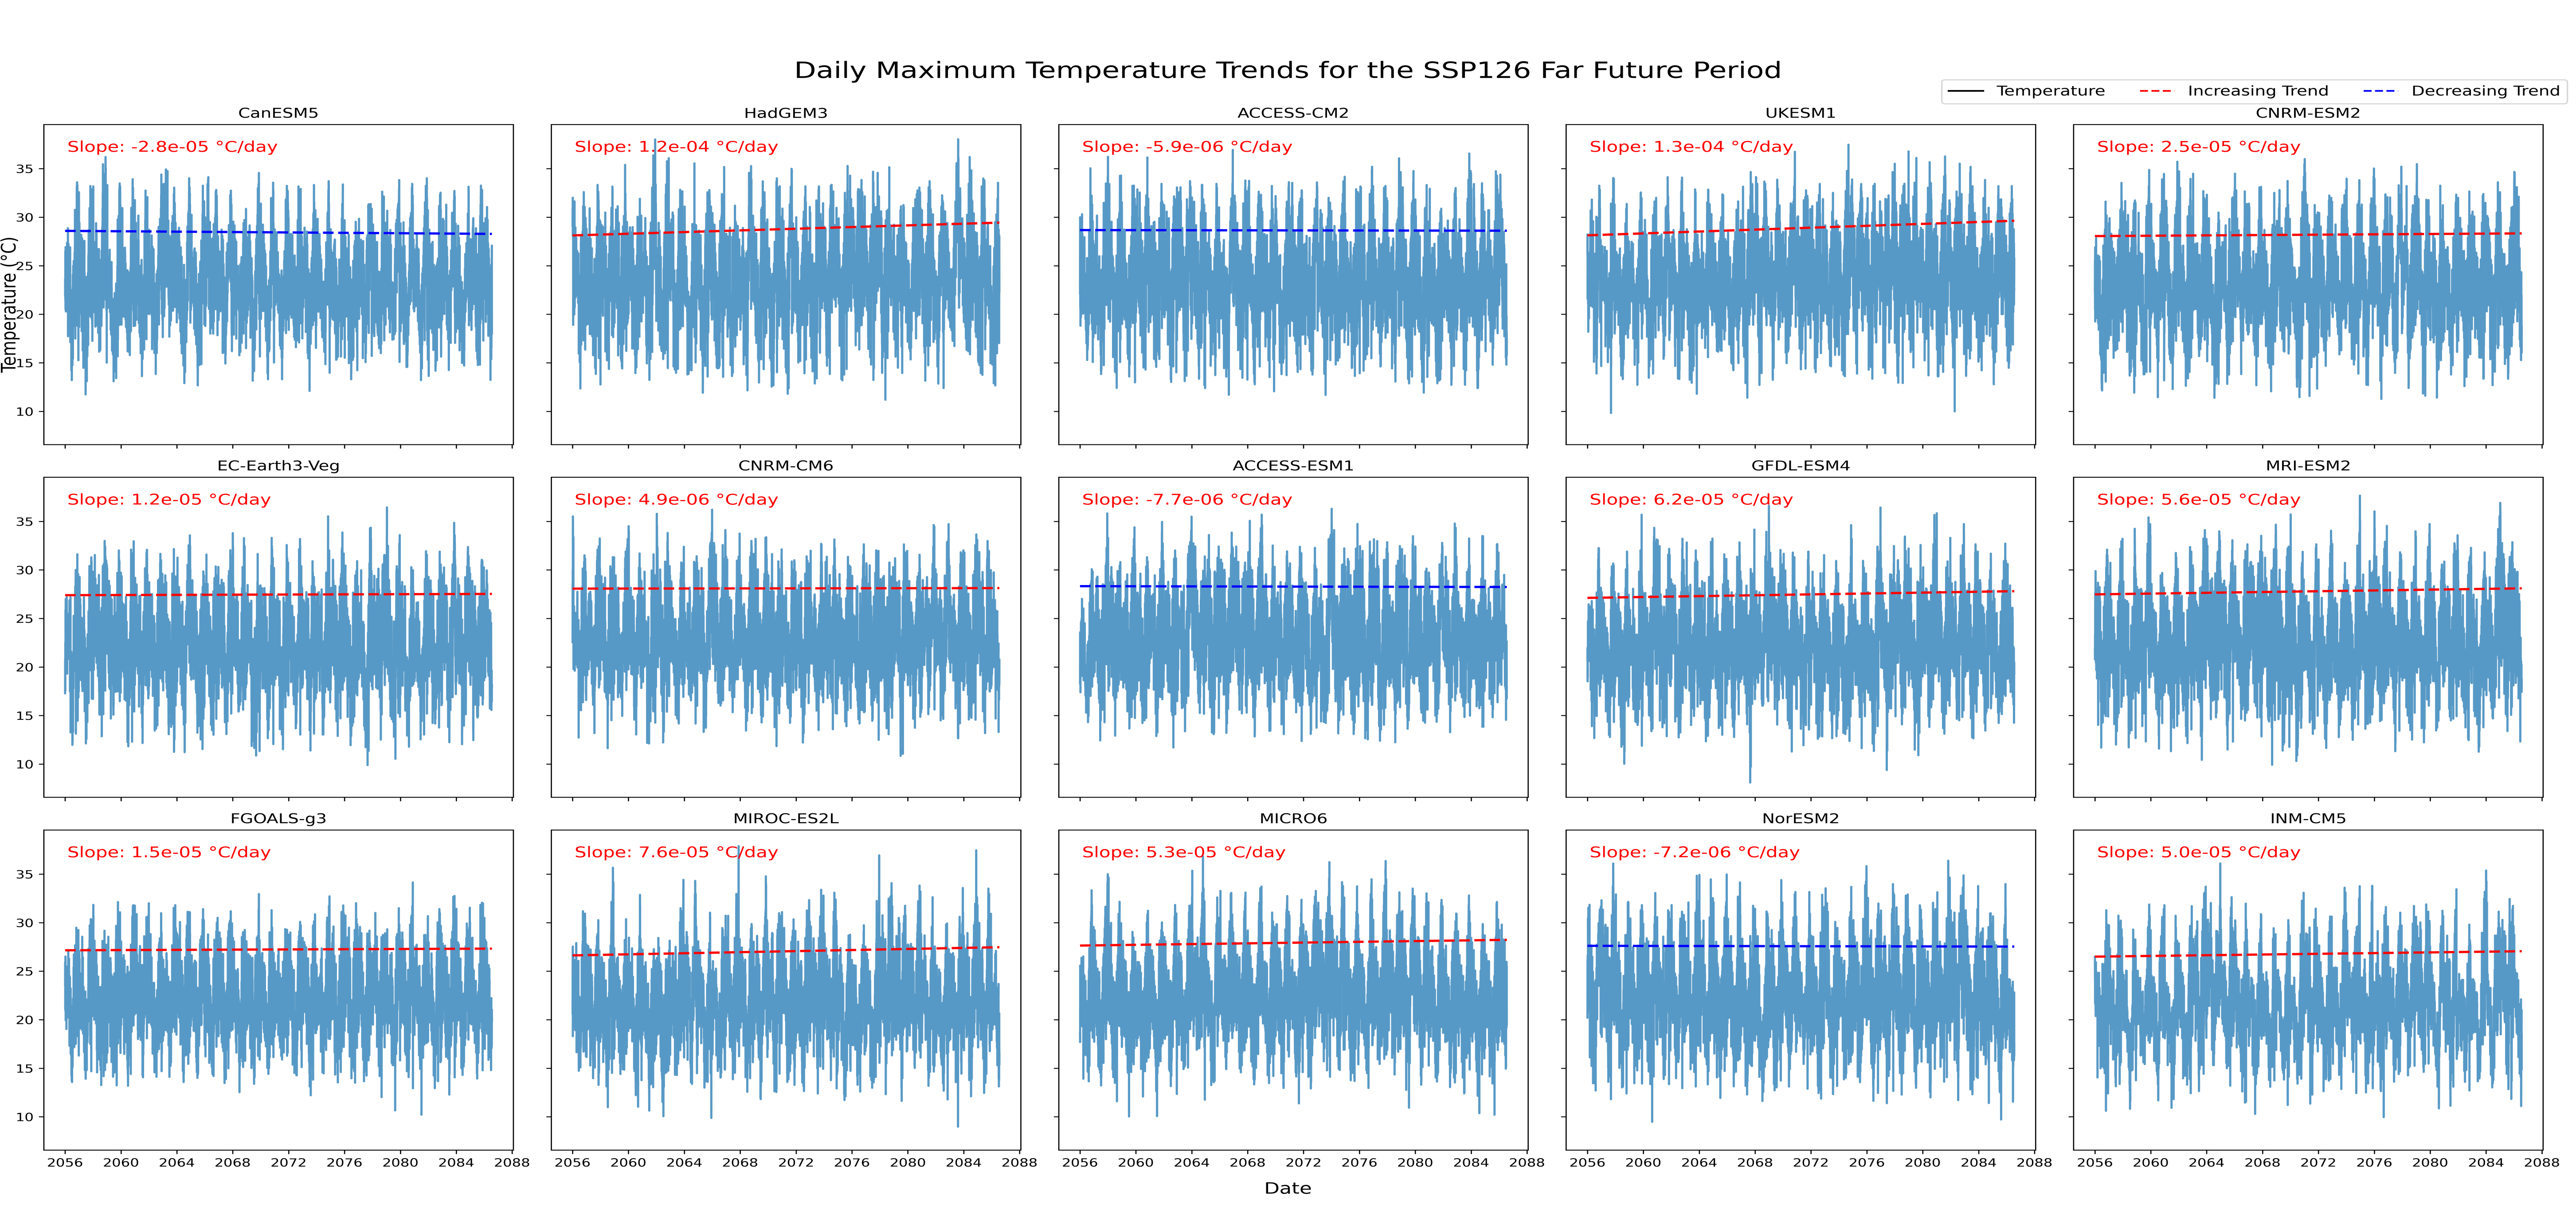 Daily Maximum Temperature Trends for the SSP126 Far Future Period
Temperature Increasing Trend Decreasing Trend
CanESM5 HadGEM3 ACCESS-CM2 UKESM1 CNRM-ESM2
Slope: -2.8e-05 °C/day Slope: 1.2e-04 °C/day Slope: -5.9e-06 °C/day Slope: 1.3e-04 °C/day Slope: 2.5e-05 °C/day
35
30
25
20
15
10
Temperature (°C)
EC-Earth3-Veg CNRM-CM6 ACCESS-ESM1 GFDL-ESM4 MRI-ESM2
Slope: 1.2e-05 °C/day Slope: 4.9e-06 °C/day Slope: -7.7e-06 °C/day Slope: 6.2e-05 °C/day Slope: 5.6e-05 °C/day
35
30
25
20
15
10
FGOALS-g3 MIROC-ES2L MICRO6 NorESM2 INM-CM5
Slope: 1.5e-05 °C/day Slope: 7.6e-05 °C/day Slope: 5.3e-05 °C/day Slope: -7.2e-06 °C/day Slope: 5.0e-05 °C/day
35
30
25
20
15
10
2056 2060 2064 2068 2072 2076 2080 2084 2088 2056 2060 2064 2068 2072 2076 2080 2084 2088 2056 2060 2064 2068 2072 2076 2080 2084 2088 2056 2060 2064 2068 2072 2076 2080 2084 2088 2056 2060 2064 2068 2072 2076 2080 2084 2088
Date